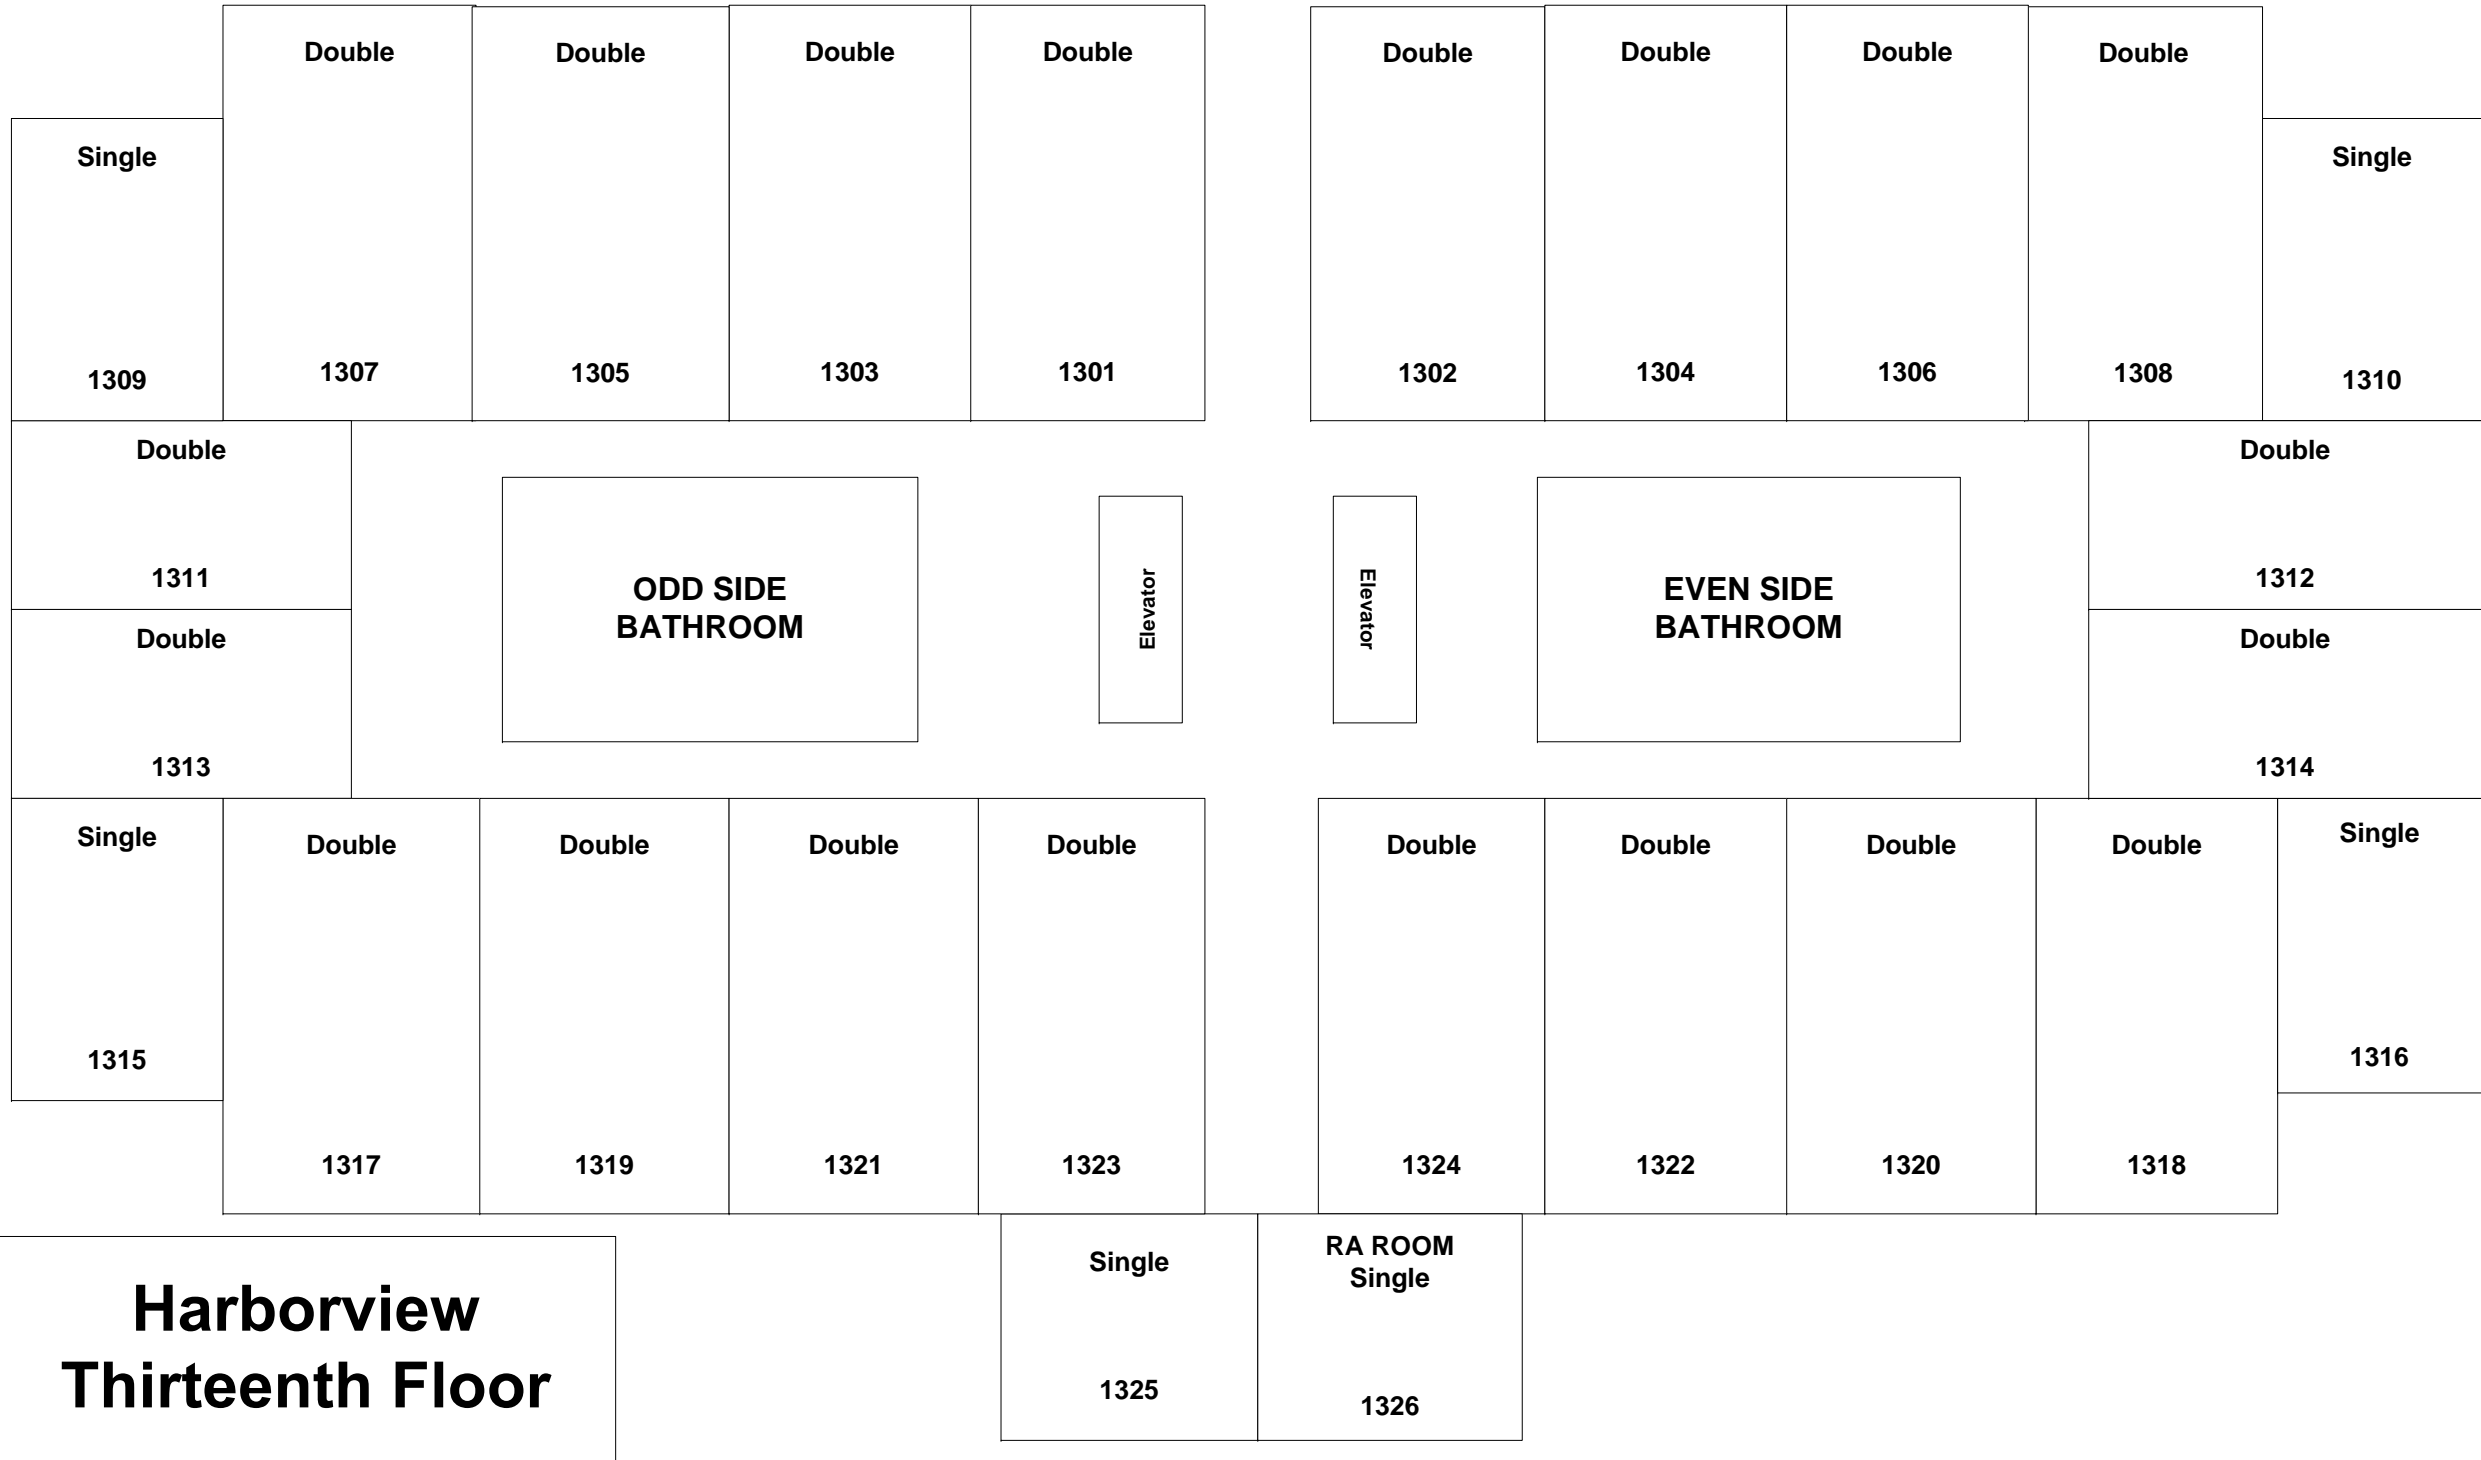 Double
Double
Double
Double
Double
Double
Double
Double
Single
Single
1309
1307
1305
1303
1301
1302
1304
1306
1308
1310
Double
Double
1311
1312
ODD SIDE
BATHROOM
Elevator
Elevator
EVEN SIDE
BATHROOM
Double
Double
1313
1314
Single
Double
Double
Double
Double
Double
Double
Double
Double
Single
1315
1316
1317
1319
1321
1323
1324
1322
1320
1318
Single
RA ROOM
Single
1325
1326
Harborview
Thirteenth Floor